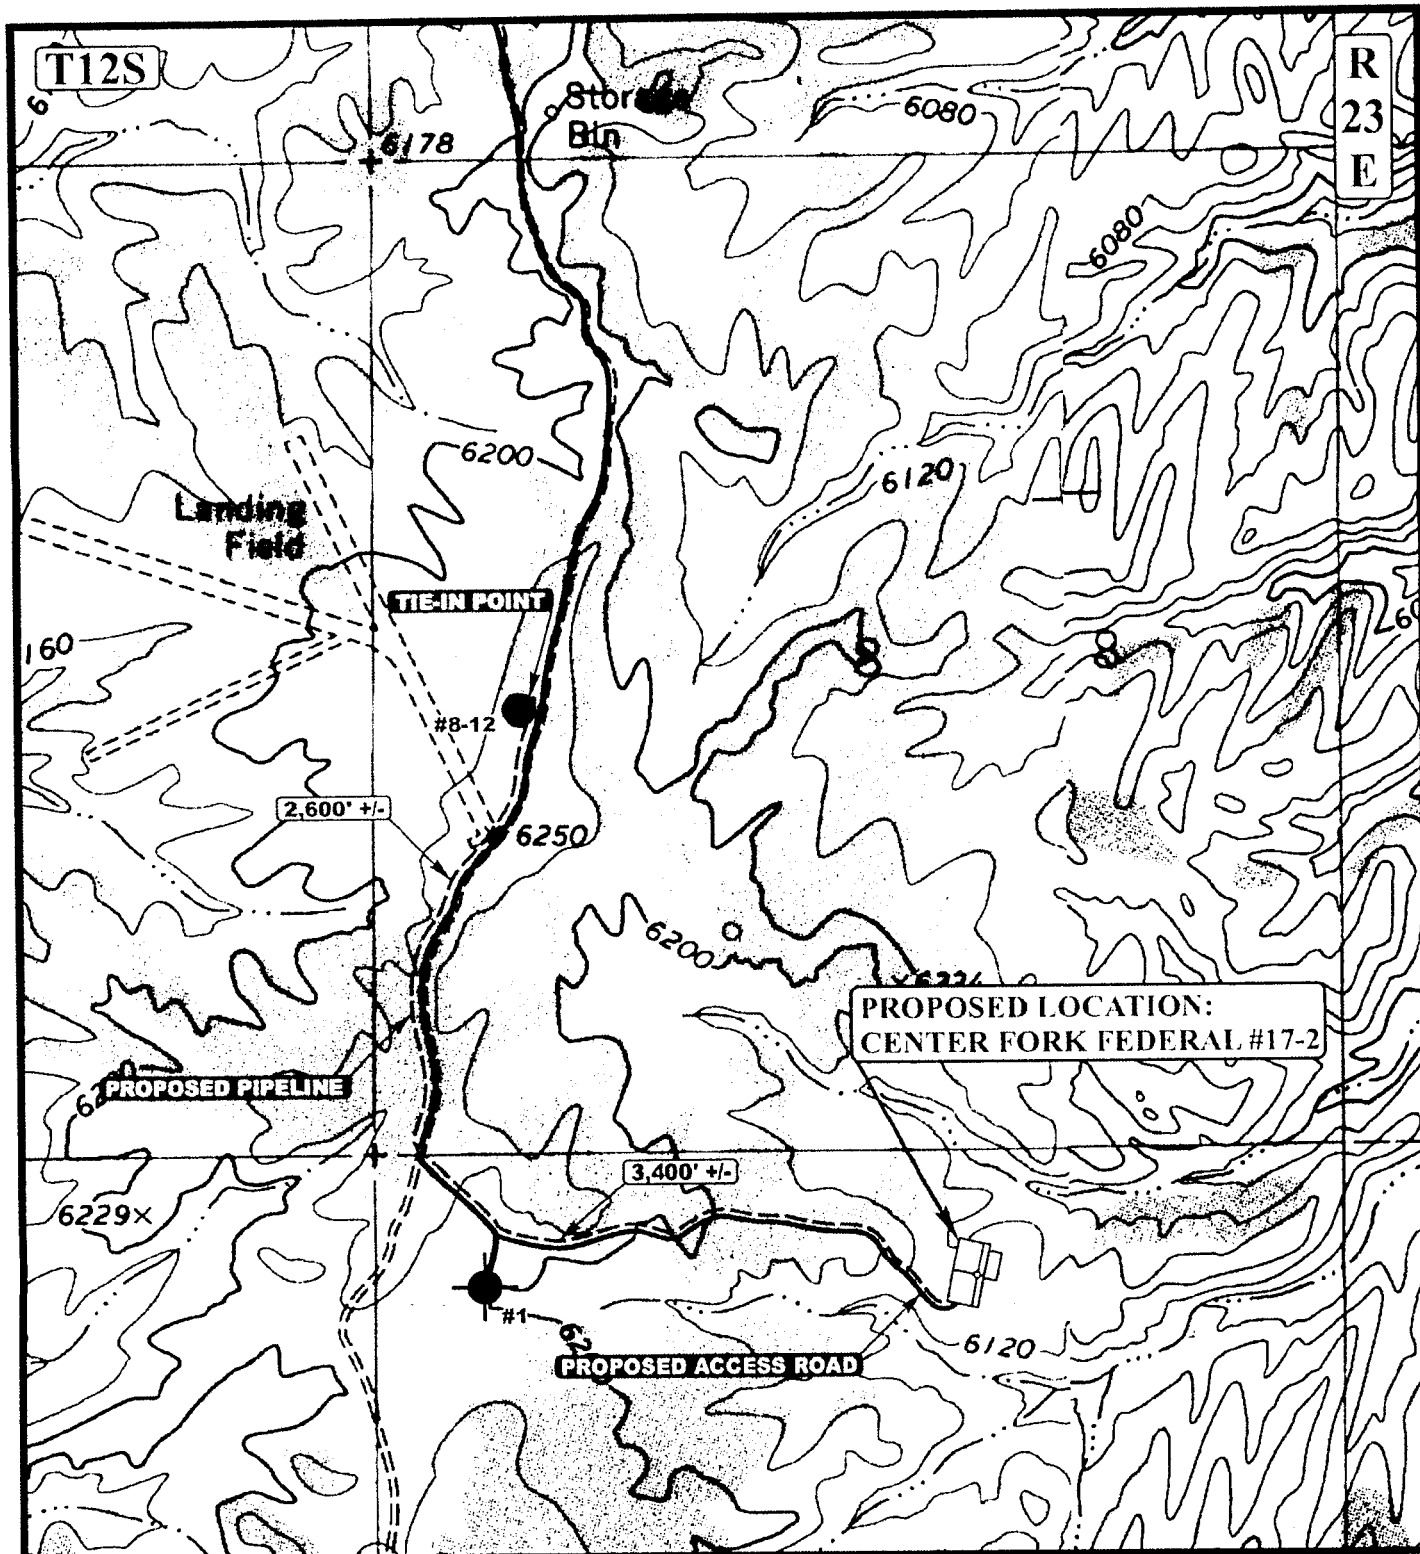 T12S
R
23
E
Storage
Bin
6080
6178
6080
6200
6120
Landing
Field
TIE-IN POINT
160
#8-12
2,600' +/-
6250
6200
×6224
PROPOSED LOCATION:
CENTER FORK FEDERAL #17-2
PROPOSED PIPELINE
3,400' +/-
6229×
#1
6120
PROPOSED ACCESS ROAD